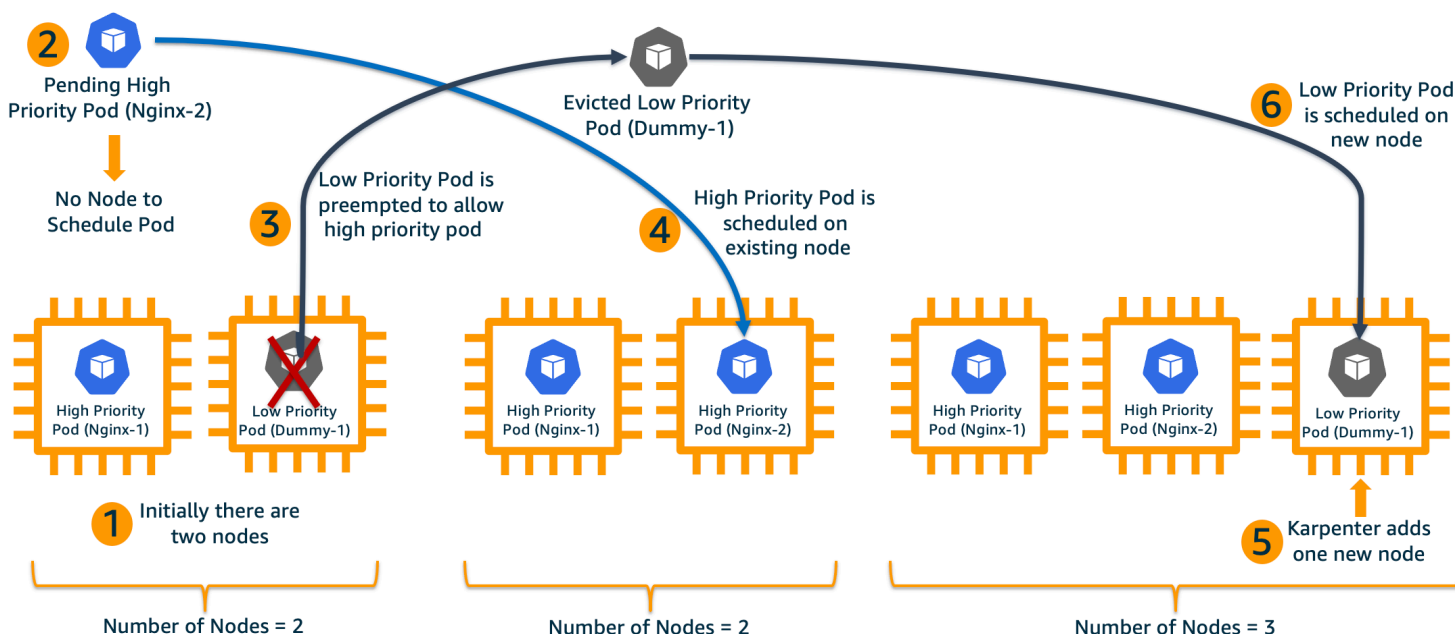 2
Pending High
Priority Pod (Nginx-2)
No Node to
Schedule Pod
Evicted Low Priority
Pod (Dummy-1)
6
Low Priority Pod
is scheduled on
new node
3
Low Priority Pod is
preempted to allow
high priority pod
4
High Priority Pod is
scheduled on
existing node
High Priority
Pod (Nginx-1)
Low Priority
Pod (Dummy-1)
High Priority
Pod (Nginx-1)
High Priority
Pod (Nginx-2)
High Priority
Pod (Nginx-1)
High Priority
Pod (Nginx-2)
Low Priority
Pod (Dummy-1)
1
Initially there are
two nodes
5
Karpenter adds
one new node
Number of Nodes = 2
Number of Nodes = 2
Number of Nodes = 3